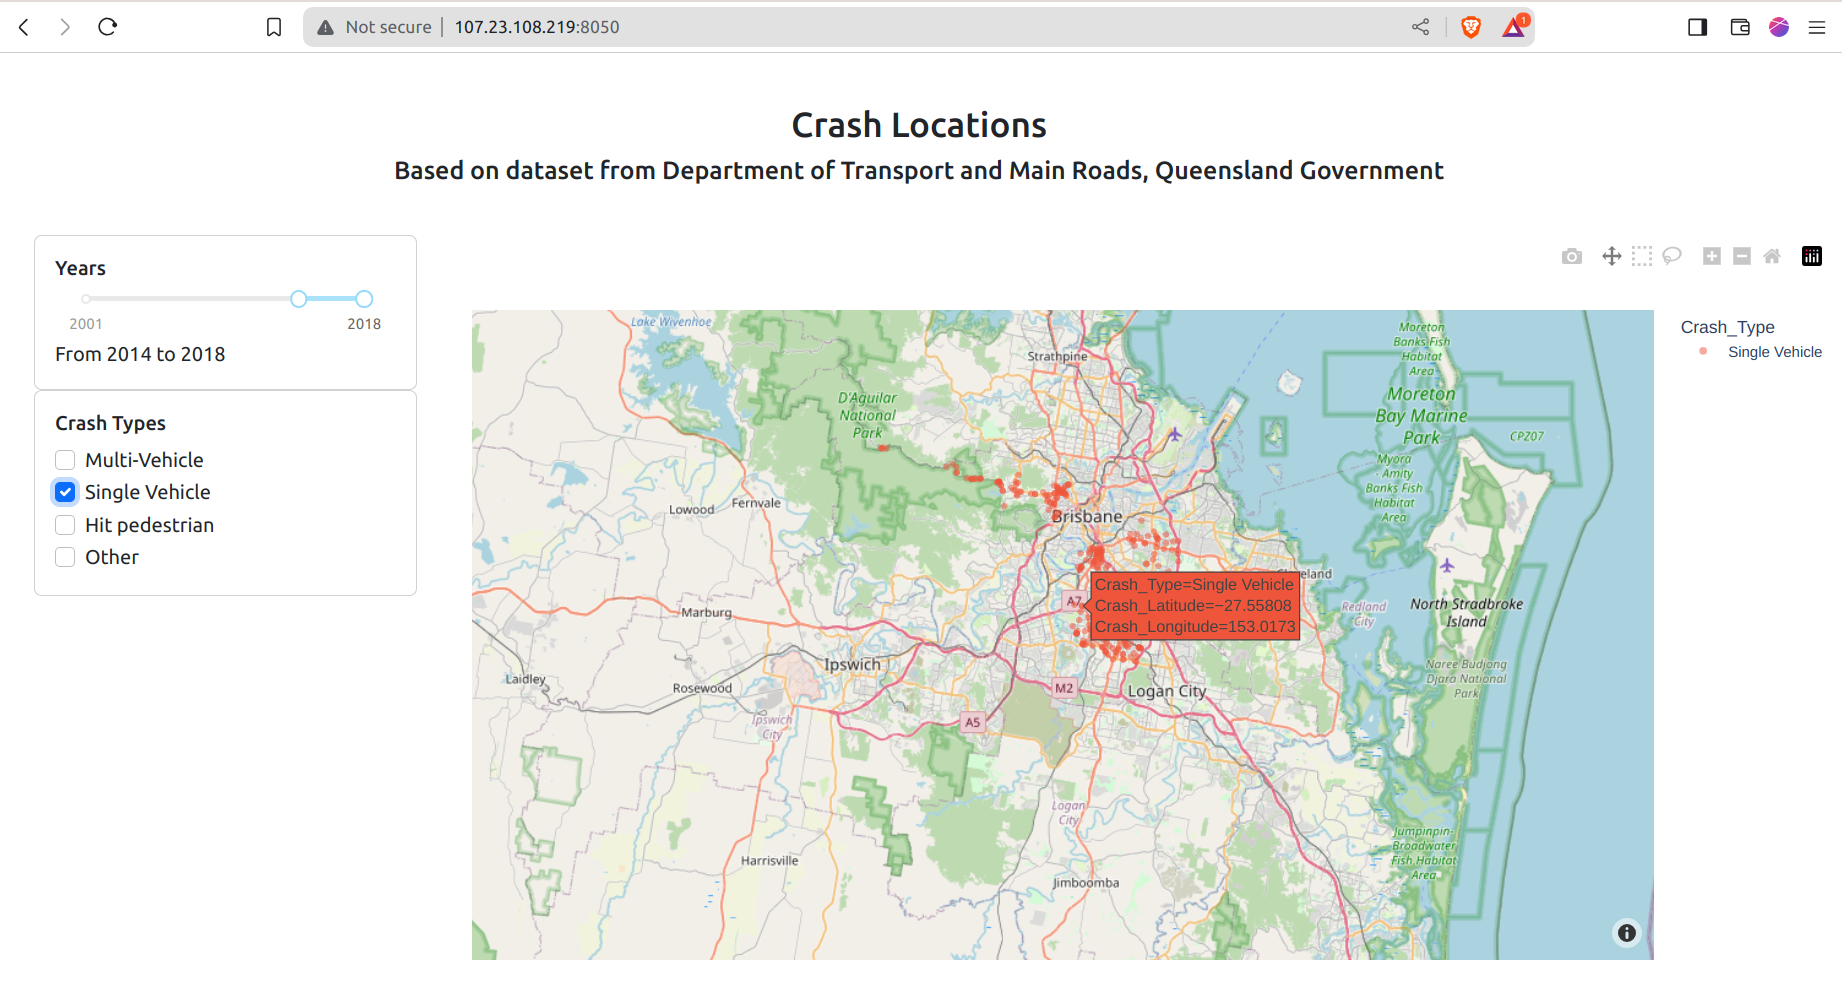 Not secure 107.23.108.219:8050
1
Crash Locations
Based on dataset from Department of Transport and Main Roads, Queensland Government
Years
2001 2018
From 2014 to 2018
Crash Types
Multi-Vehicle
Single Vehicle
Hit pedestrian
Other
Lake Wivenhoe
Strathpine
D'Aguilar
National
Park
Lowood
Fernvale
Brisbane
Moreton
Banks Fish
Habitat
Area
Moreton
Bay Marine
Park
CPZ07
Myora
- Amity
Banks Fish
Habitat
Area
Crash_Type=Single Vehicle
Crash_Latitude=−27.55808
Crash_Longitude=153.0173
A7
eland
Redland
City
North Stradbroke
Island
Marburg
Ipswich
Laidley
Rosewood
Ipswich
City
M2
Logan City
A5
Naree Budjong
Djara National
Park
Logan
City
Harrisville
Jimboomba
Jumpinpin-
Broadwater
Fish Habitat
Area
Crash_Type
Single Vehicle